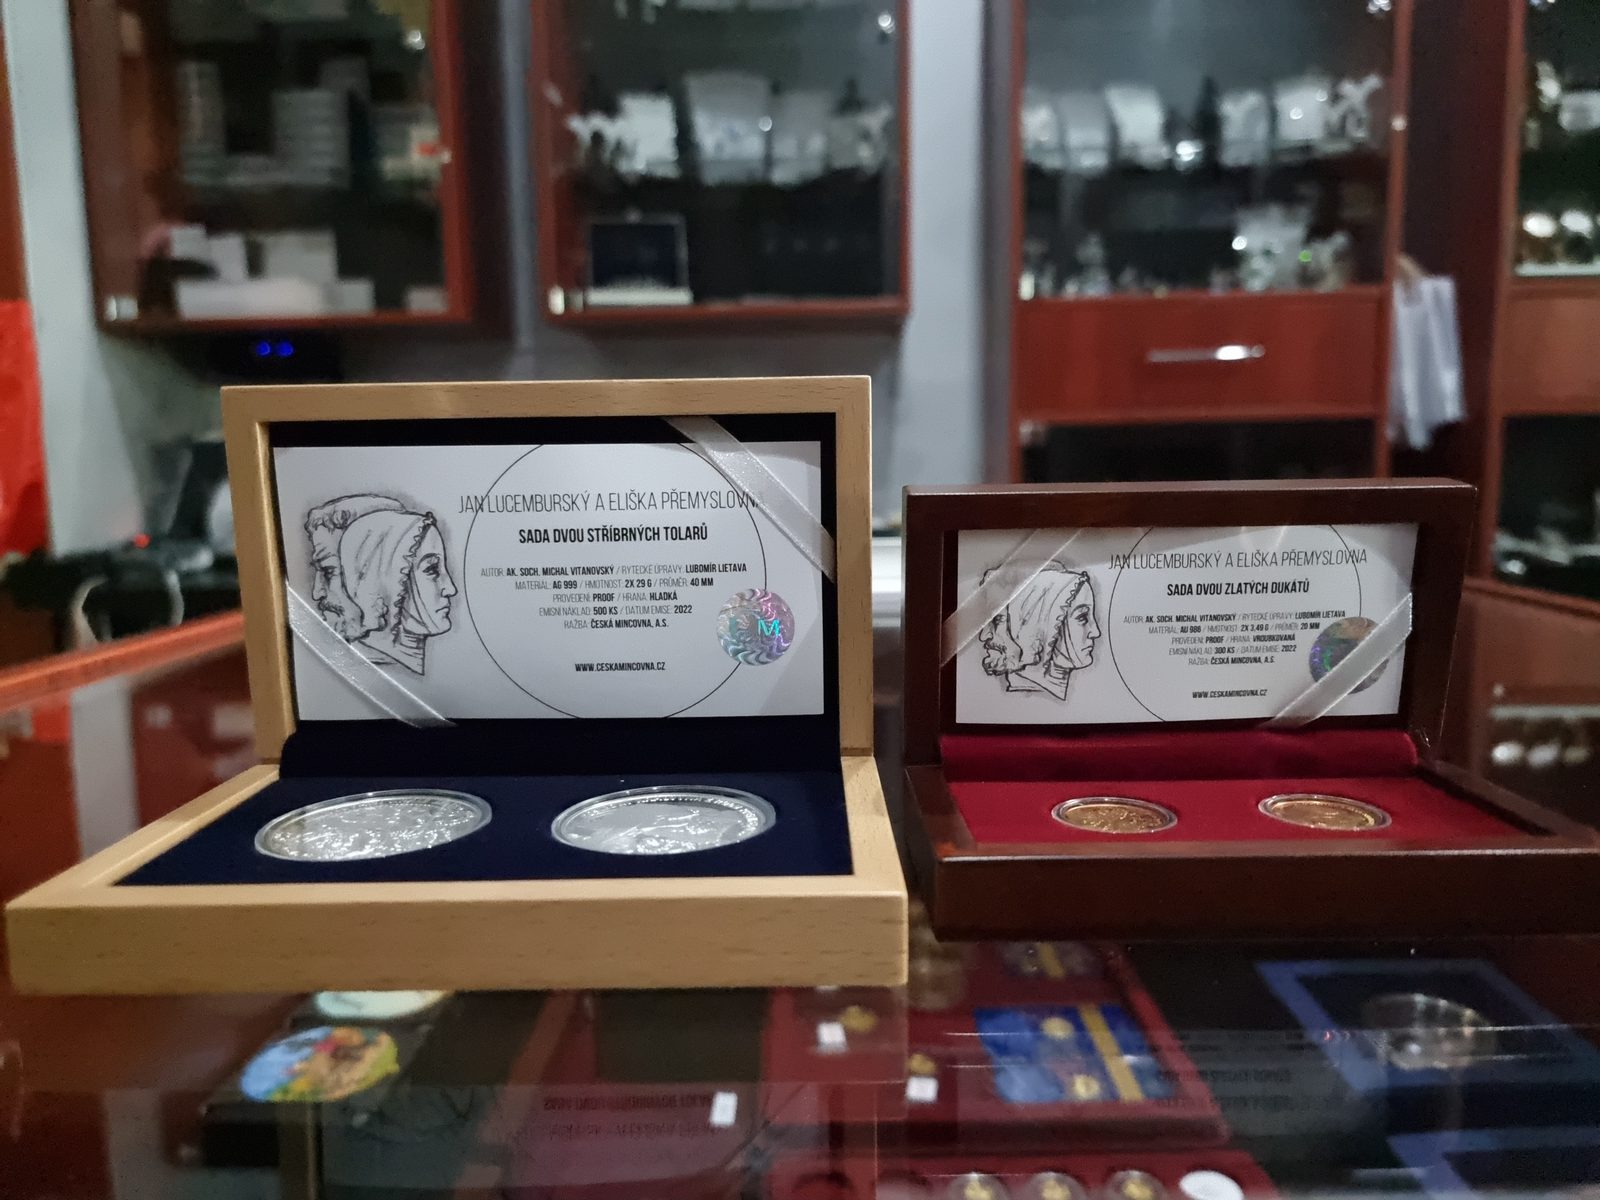 JAN LUCEMBURSKÝ A ELIŠKA PŘEMYSLOVNA
SADA DVOU STŘÍBRNÝCH TOLARŮ
AUTOR: AK. SOCH. MICHAL VITANOVSKÝ / RYTECKÉ ÚPRAVY: LUBOMÍR LIETAVA
MATERIÁL: AG 999 / HMOTNOST: 2X 29 G / PRŮMĚR: 40 MM
PROVEDENÍ: PROOF / HRANA: HLADKÁ
EMISNÍ NÁKLAD: 500 KS / DATUM EMISE: 2022
RAŽBA: ČESKÁ MINCOVNA, A.S.
WWW.CESKAMINCOVNA.CZ
JAN LUCEMBURSKÝ A ELIŠKA PŘEMYSLOVNA
SADA DVOU ZLATÝCH DUKÁTŮ
AUTOR: AK. SOCH. MICHAL VITANOVSKÝ / RYTECKÉ ÚPRAVY: LUBOMÍR LIETAVA
MATERIÁL: AU 986 / HMOTNOST: 2X 3,49 G / PRŮMĚR: 20 MM
PROVEDENÍ: PROOF / HRANA: VROUBKOVANÁ
EMISNÍ NÁKLAD: 300 KS / DATUM EMISE: 2022
RAŽBA: ČESKÁ MINCOVNA, A.S.
WWW.CESKAMINCOVNA.CZ